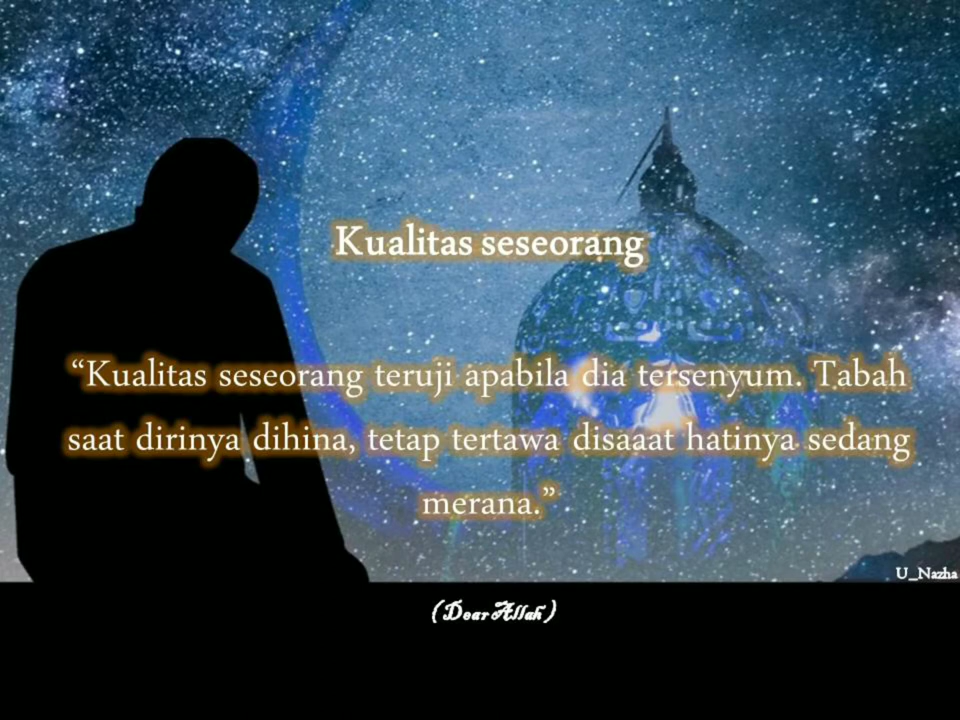 Kualitas seseorang
“Kualitas seseorang teruji apabila dia tersenyum. Tabah
saat dirinya dihina, tetap tertawa disaaat hatinya sedang
merana.”
U_Nazha
(Dear Allah)